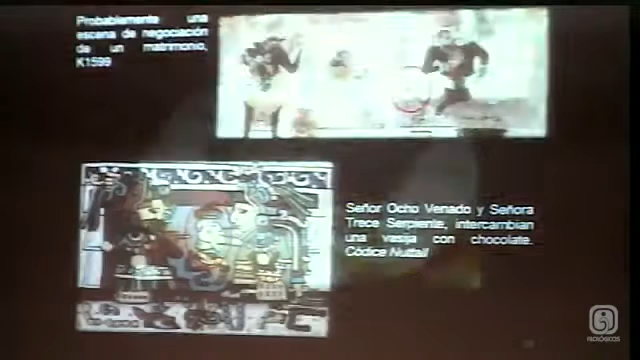 Probablemente una
escena de negociación
de un matrimonio,
K1599
Señor Ocho Venado y Señora
Trece Serpiente, intercambian
una vasija con chocolate.
Códice Nuttall
FILOLÓGICOS